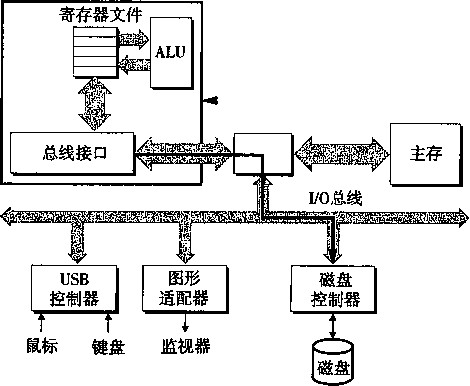 寄存器文件
ALU
总线接口
主存
I/O总线
USB
控制器
图形
适配器
磁盘
控制器
鼠标
键盘
监视器
磁盘